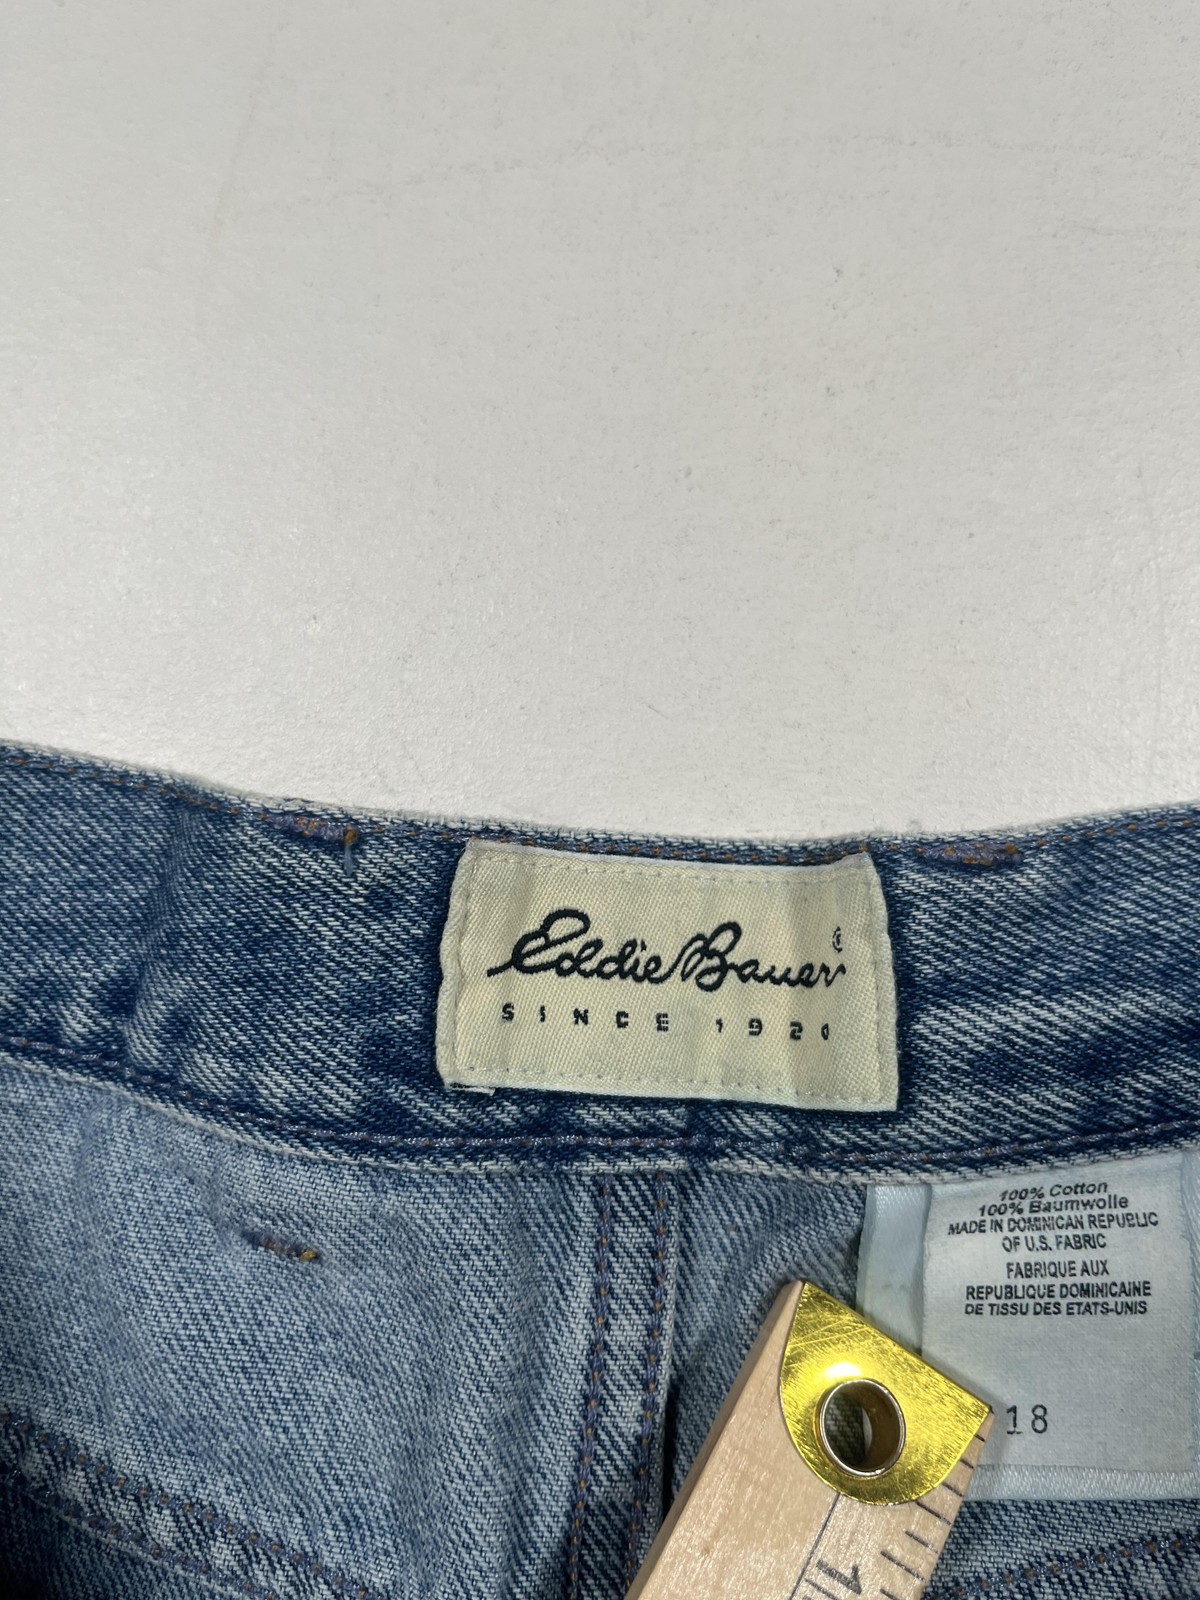 Eddie Bauer®
SINCE 1920
100% Cotton
100% Baumwolle
MADE IN DOMINICAN REPUBLIC
OF U.S. FABRIC
FABRIQUE AUX
REPUBLIQUE DOMINICAINE
DE TISSU DES ETATS-UNIS
18
1